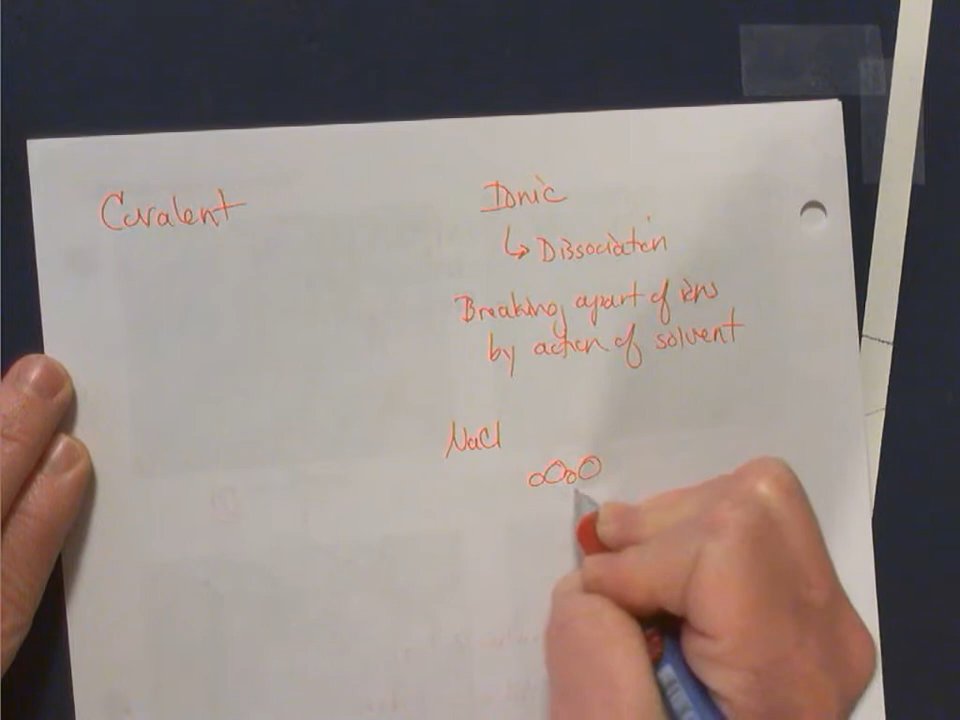 Covalent
Ionic
↳ Dissociation
Breaking apart of ions
by action of solvent
NaCl